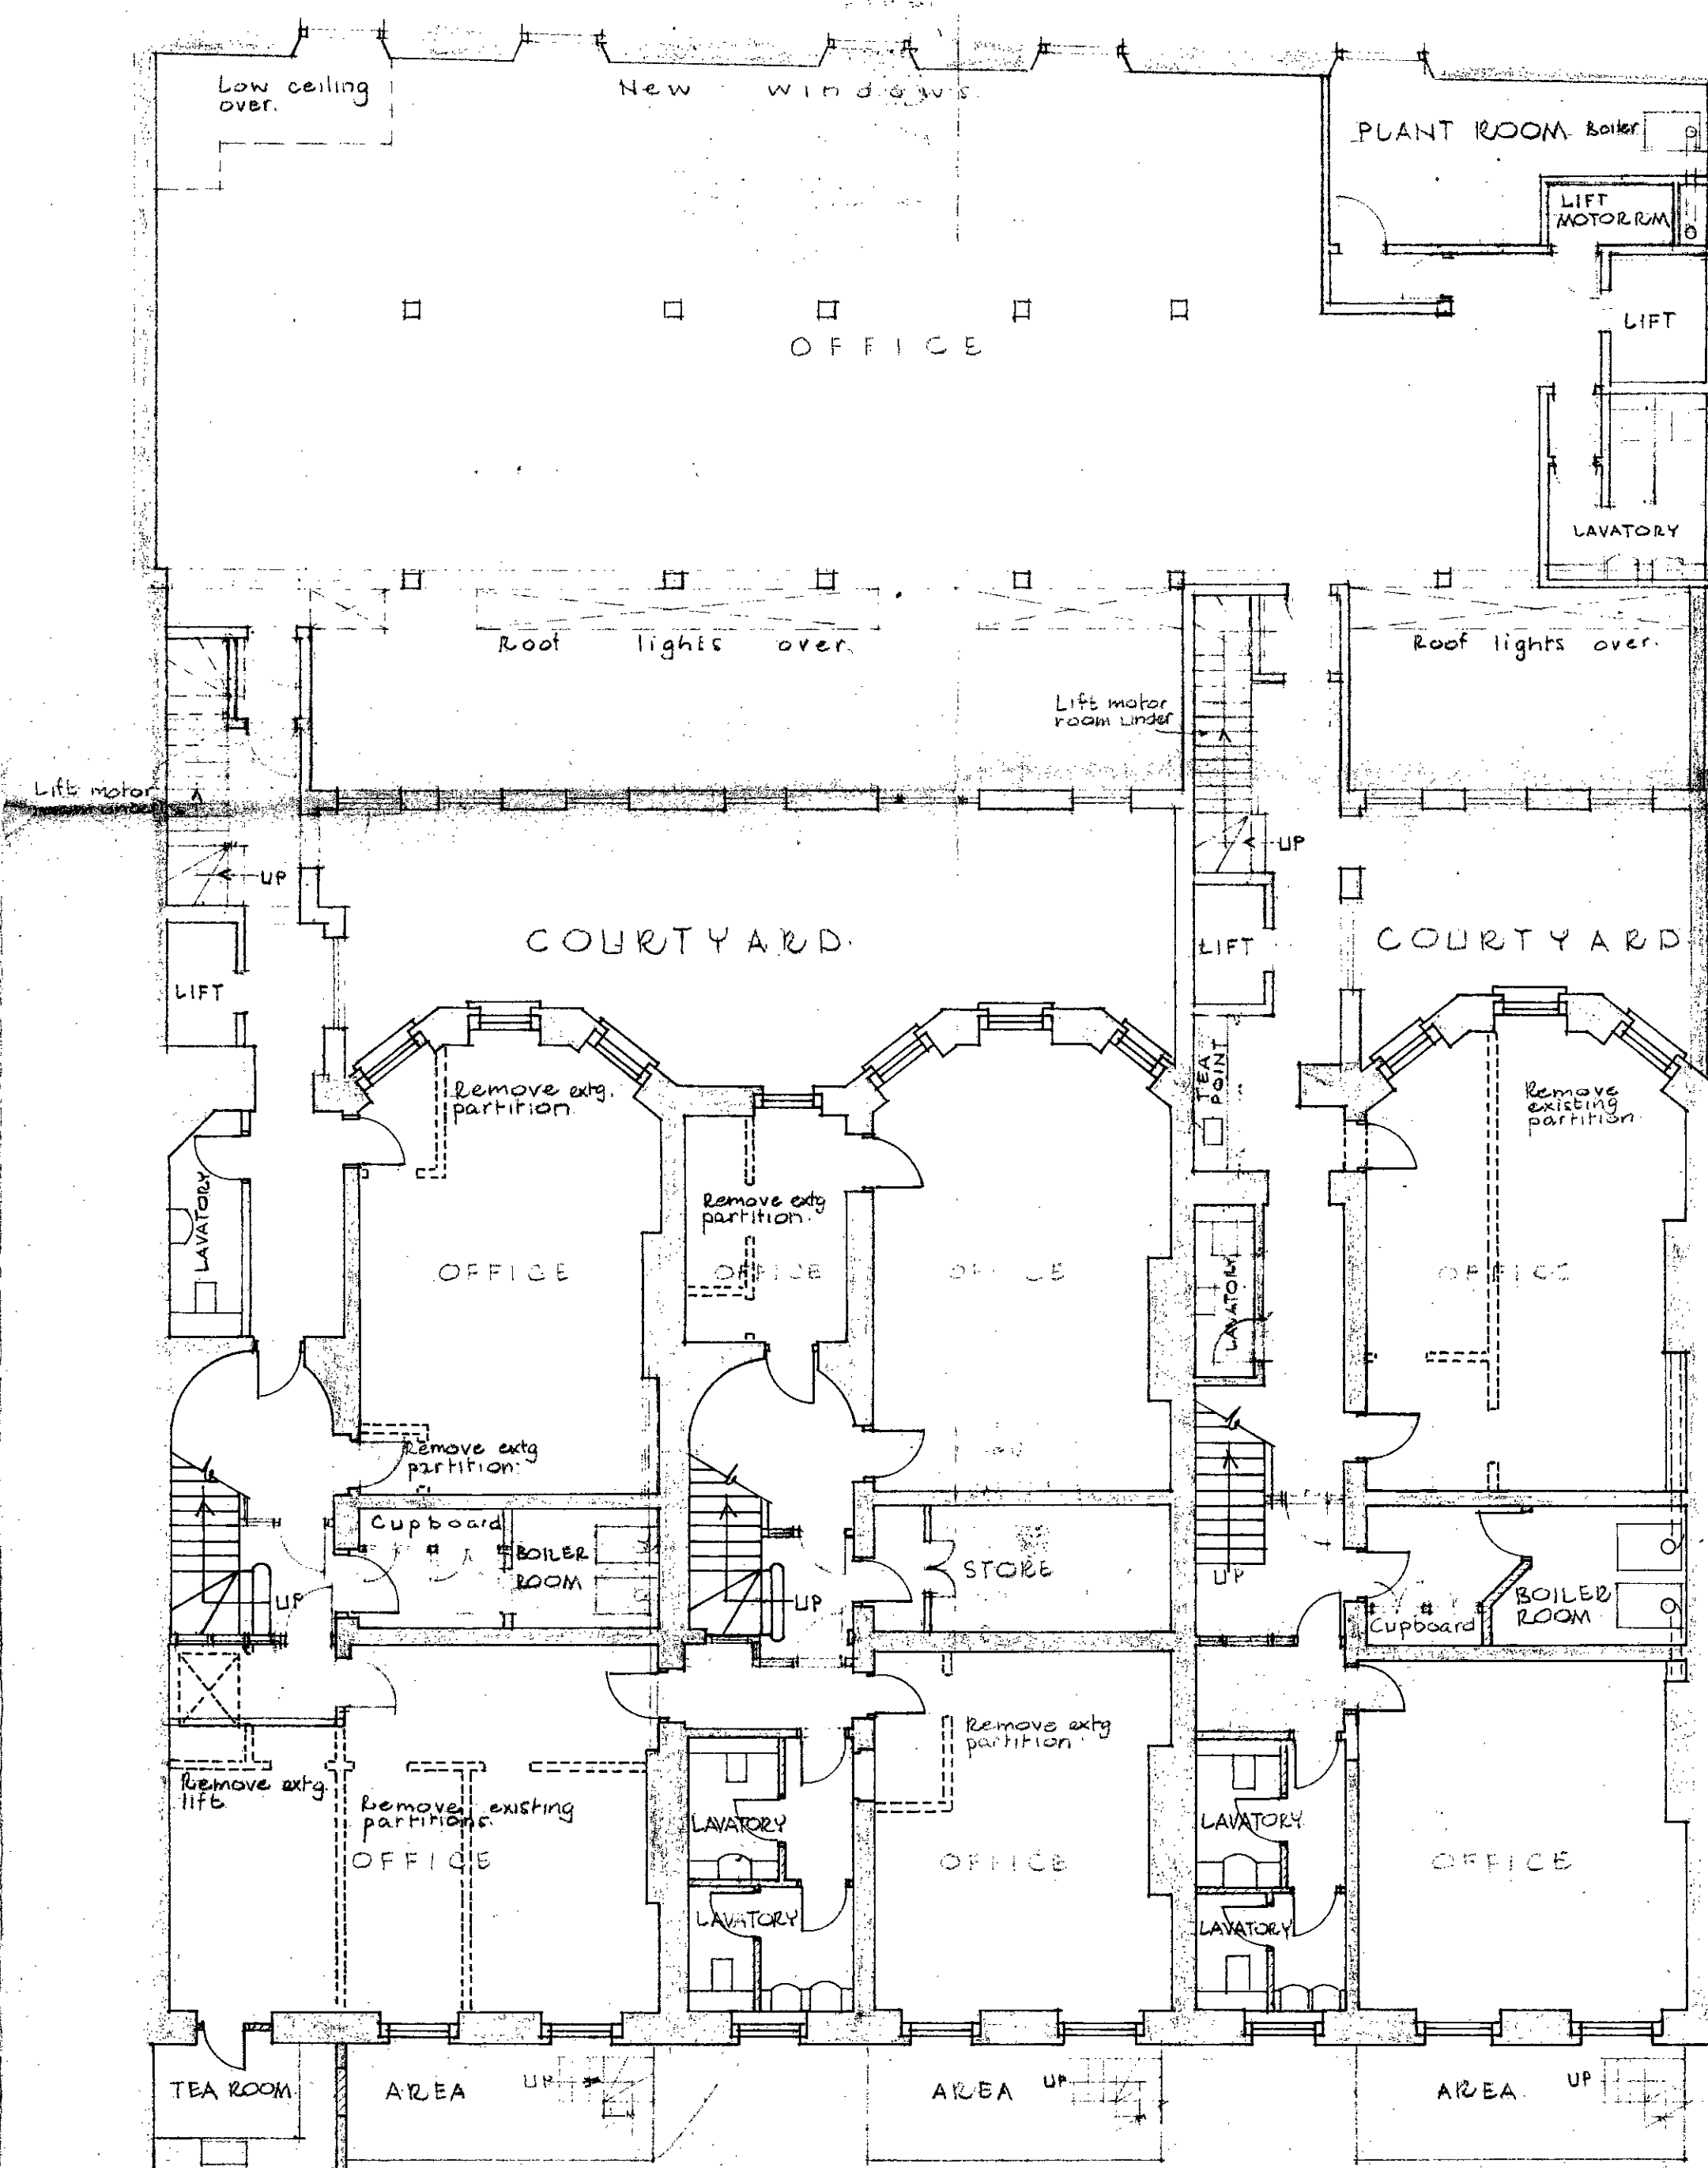 Low ceiling
over.
New windows.
PLANT ROOM Boiler
LIFT
MOTOR RM
LIFT
OFFICE
LAVATORY
Roof lights over.
Roof lights over.
Lift motor
room under
Lift motor
UP
UP
COURTYARD.
COURTYARD
LIFT
LIFT
TEA
POINT
Remove extg.
partition.
Remove
existing
partition
LAVATORY
Remove extg
partition.
LAVATORY
OFFICE
OFFICE
OFFICE
OFFICE
Remove extg
partition.
Cupboard
BOILER
ROOM
STORE
UP
UP
UP
BOILER
ROOM
Cupboard
Remove extg
partition.
Remove extg.
lift.
Remove existing
partitions.
LAVATORY
LAVATORY
OFFICE
OFFICE
OFFICE
LAVATORY
LAVATORY
TEA ROOM
AREA
UP
AREA
UP
AREA.
UP